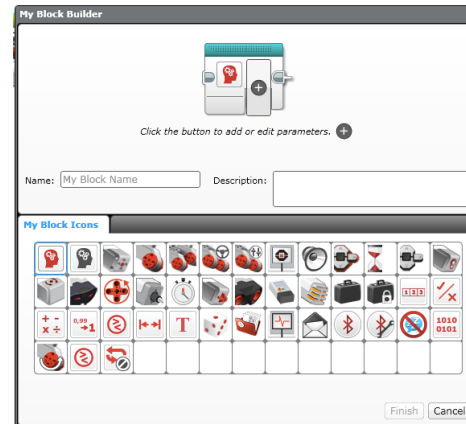 My Block Builder
Click the button to add or edit parameters.
Name: My Block Name Description:
My Block Icons
1 2 3
+ - × ÷
0,99 →1
T
1010
0101
Finish Cancel